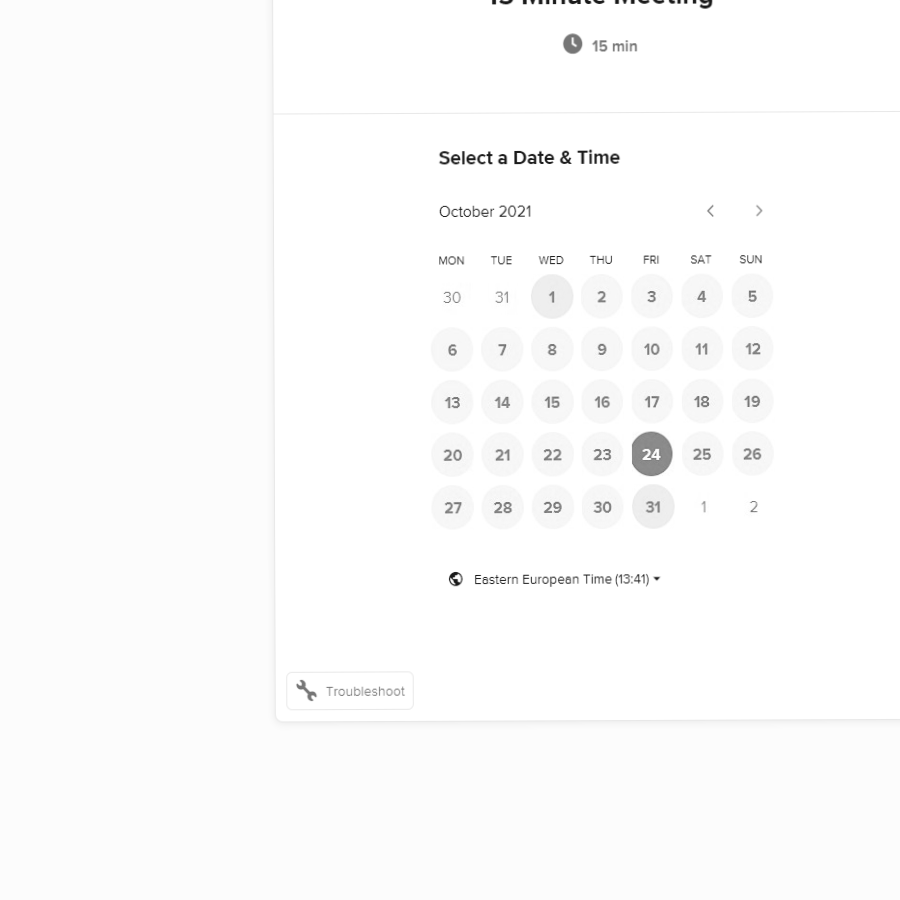 15 Minute Meeting
15 min
Select a Date & Time
October 2021
MON TUE WED THU FRI SAT SUN
30 31 1 2 3 4 5
6 7 8 9 10 11 12
13 14 15 16 17 18 19
20 21 22 23 24 25 26
27 28 29 30 31 1 2
Eastern European Time (13:41)
Troubleshoot